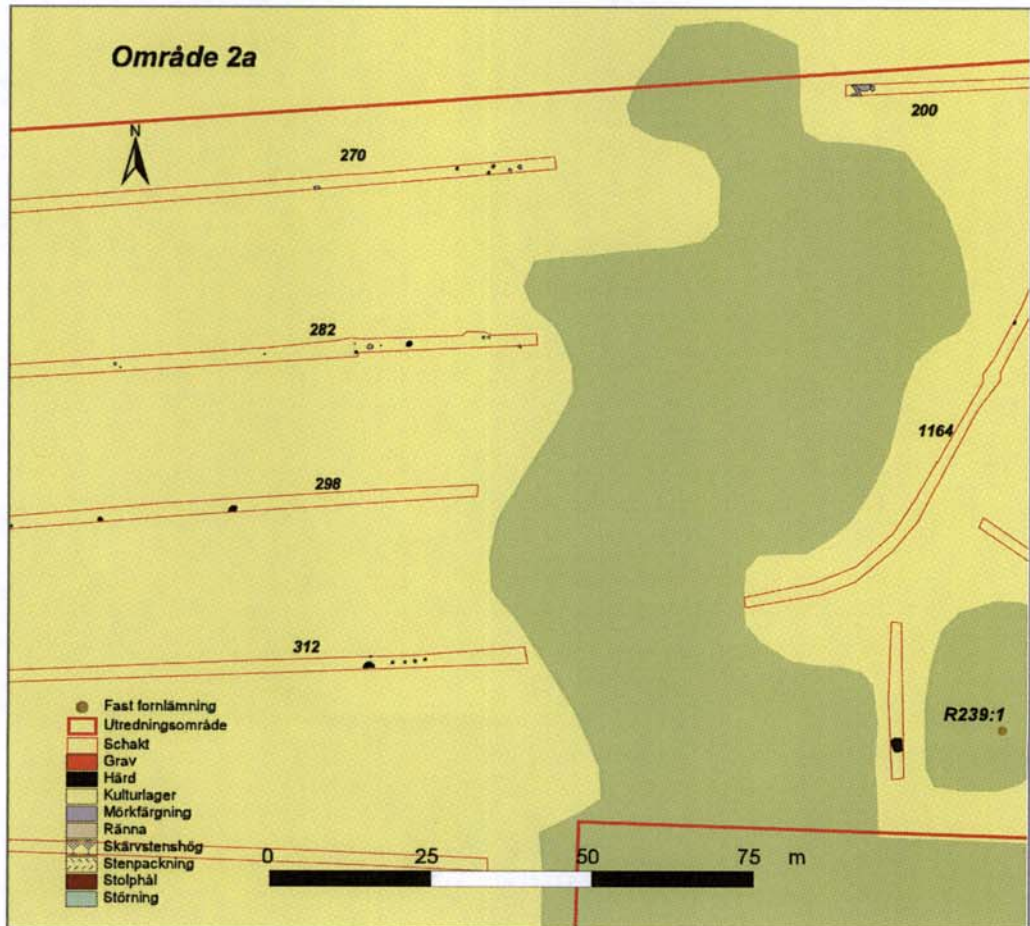 Område 2a
N
200
270
282
1164
298
312
R239:1
Fast fornlämning
Utredningsområde
Schakt
Grav
Härd
Kulturlager
Mörkfärgning
Ränna
Skärvstenshög
Stenpackning
Stolphål
Störning
0 25 50 75 m